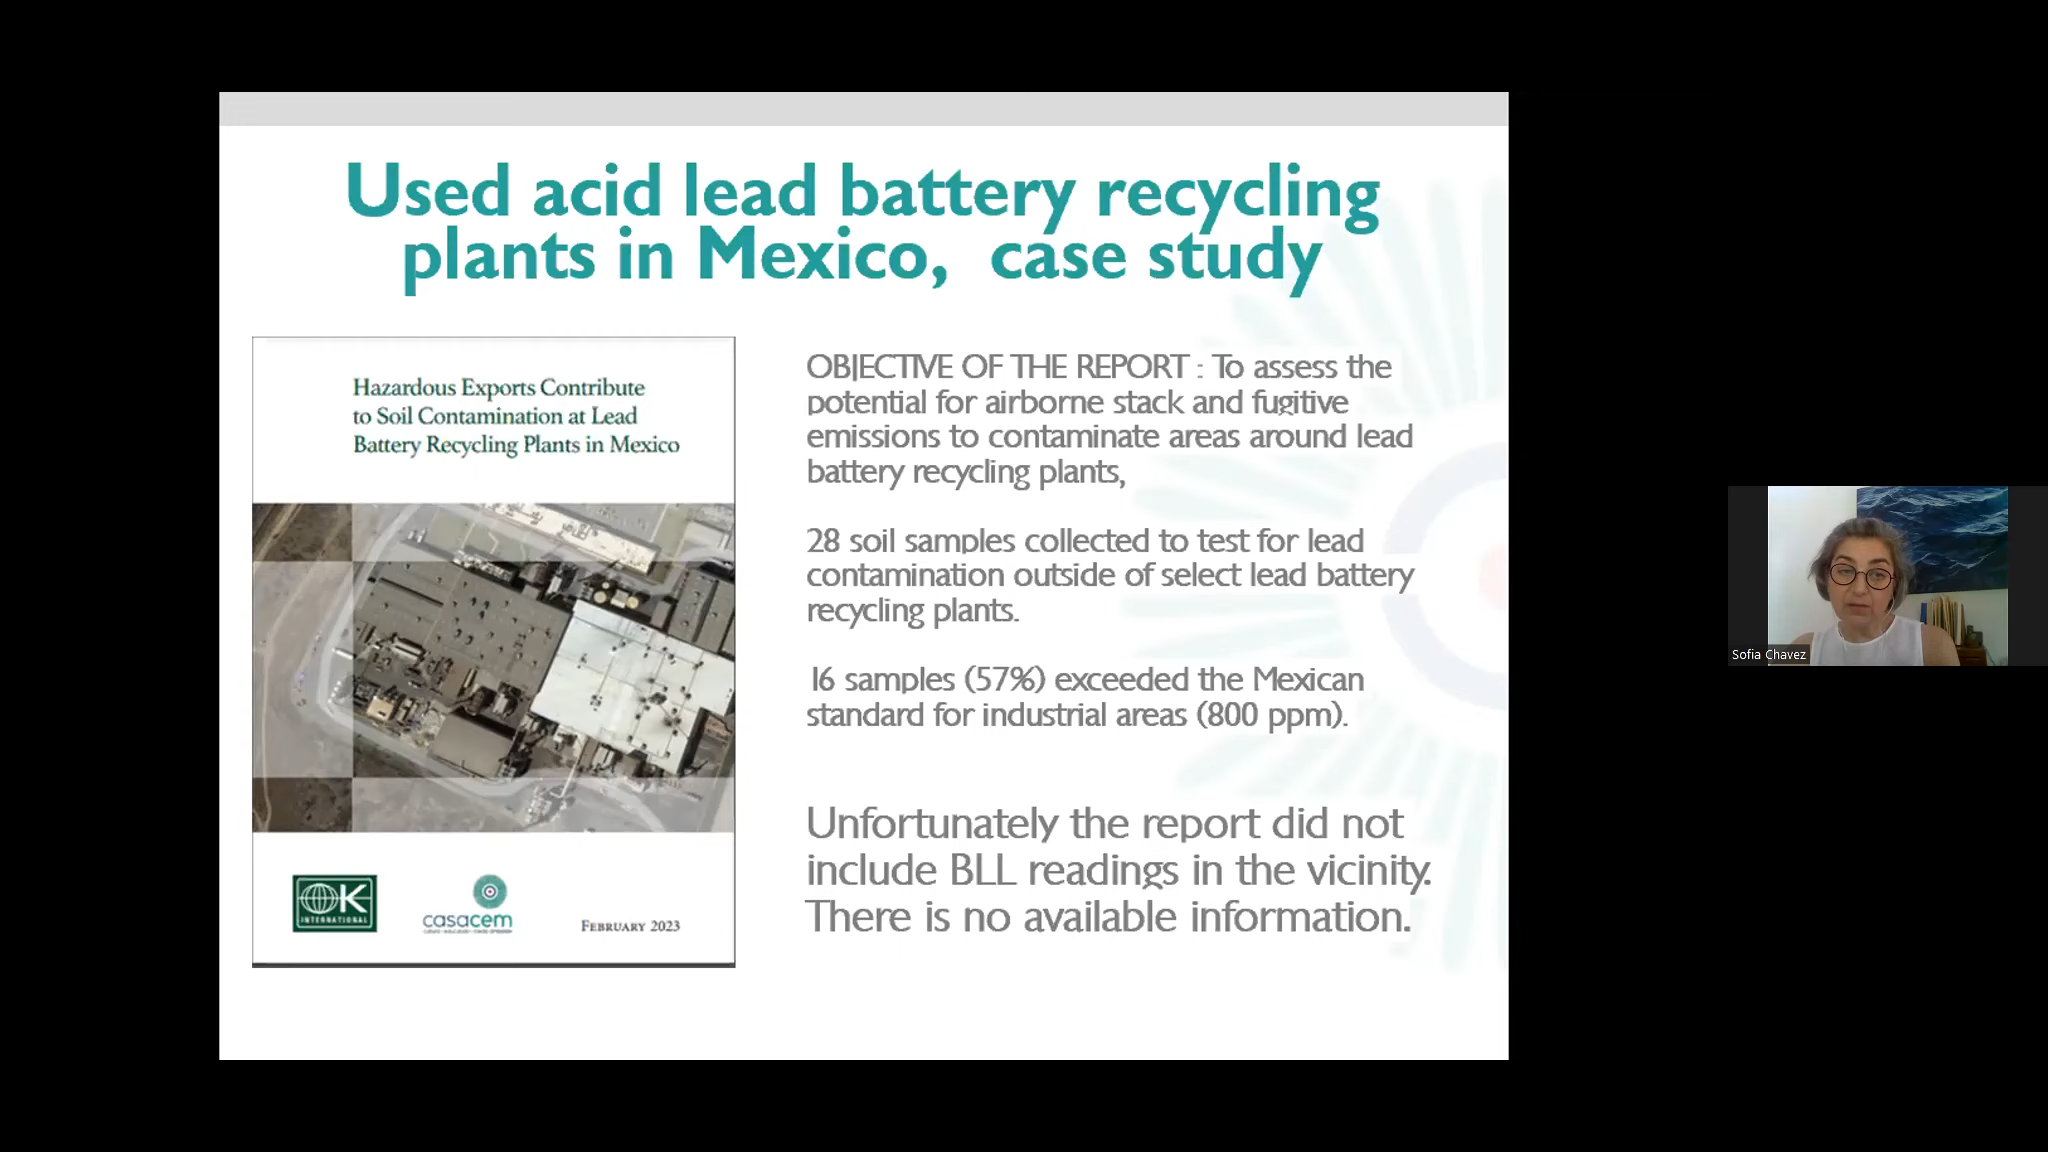 Used acid lead battery recycling
plants in Mexico, case study
Hazardous Exports Contribute
to Soil Contamination at Lead
Battery Recycling Plants in Mexico
OK
INTERNATIONAL
casacem
FEBRUARY 2023
OBJECTIVE OF THE REPORT : To assess the
potential for airborne stack and fugitive
emissions to contaminate areas around lead
battery recycling plants,
28 soil samples collected to test for lead
contamination outside of select lead battery
recycling plants.
16 samples (57%) exceeded the Mexican
standard for industrial areas (800 ppm).
Unfortunately the report did not
include BLL readings in the vicinity.
There is no available information.
Sofia Chavez